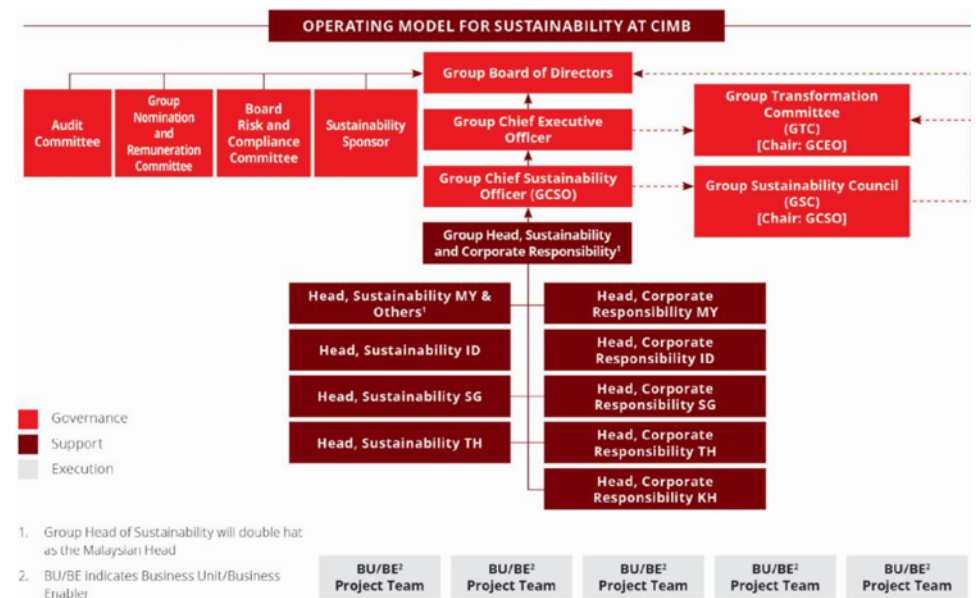 OPERATING MODEL FOR SUSTAINABILITY AT CIMB
Group Board of Directors
Audit
Committee
Group
Nomination
and
Remuneration
Committee
Board
Risk and
Compliance
Committee
Sustainability
Sponsor
Group Chief Executive
Officer
Group Transformation
Committee
(GTC)
[Chair: GCEO]
Group Chief Sustainability
Officer (GCSO)
Group Sustainability Council
(GSC)
[Chair: GCSO]
Group Head, Sustainability
and Corporate Responsibility¹
Head, Sustainability MY &
Others¹
Head, Corporate
Responsibility MY
Head, Sustainability ID
Head, Corporate
Responsibility ID
Head, Sustainability SG
Head, Corporate
Responsibility SG
Head, Sustainability TH
Head, Corporate
Responsibility TH
Head, Corporate
Responsibility KH
Governance
Support
Execution
1. Group Head of Sustainability will double hat
as the Malaysian Head
2. BU/BE indicates Business Unit/Business
Enabler
BU/BE²
Project Team
BU/BE²
Project Team
BU/BE²
Project Team
BU/BE²
Project Team
BU/BE²
Project Team